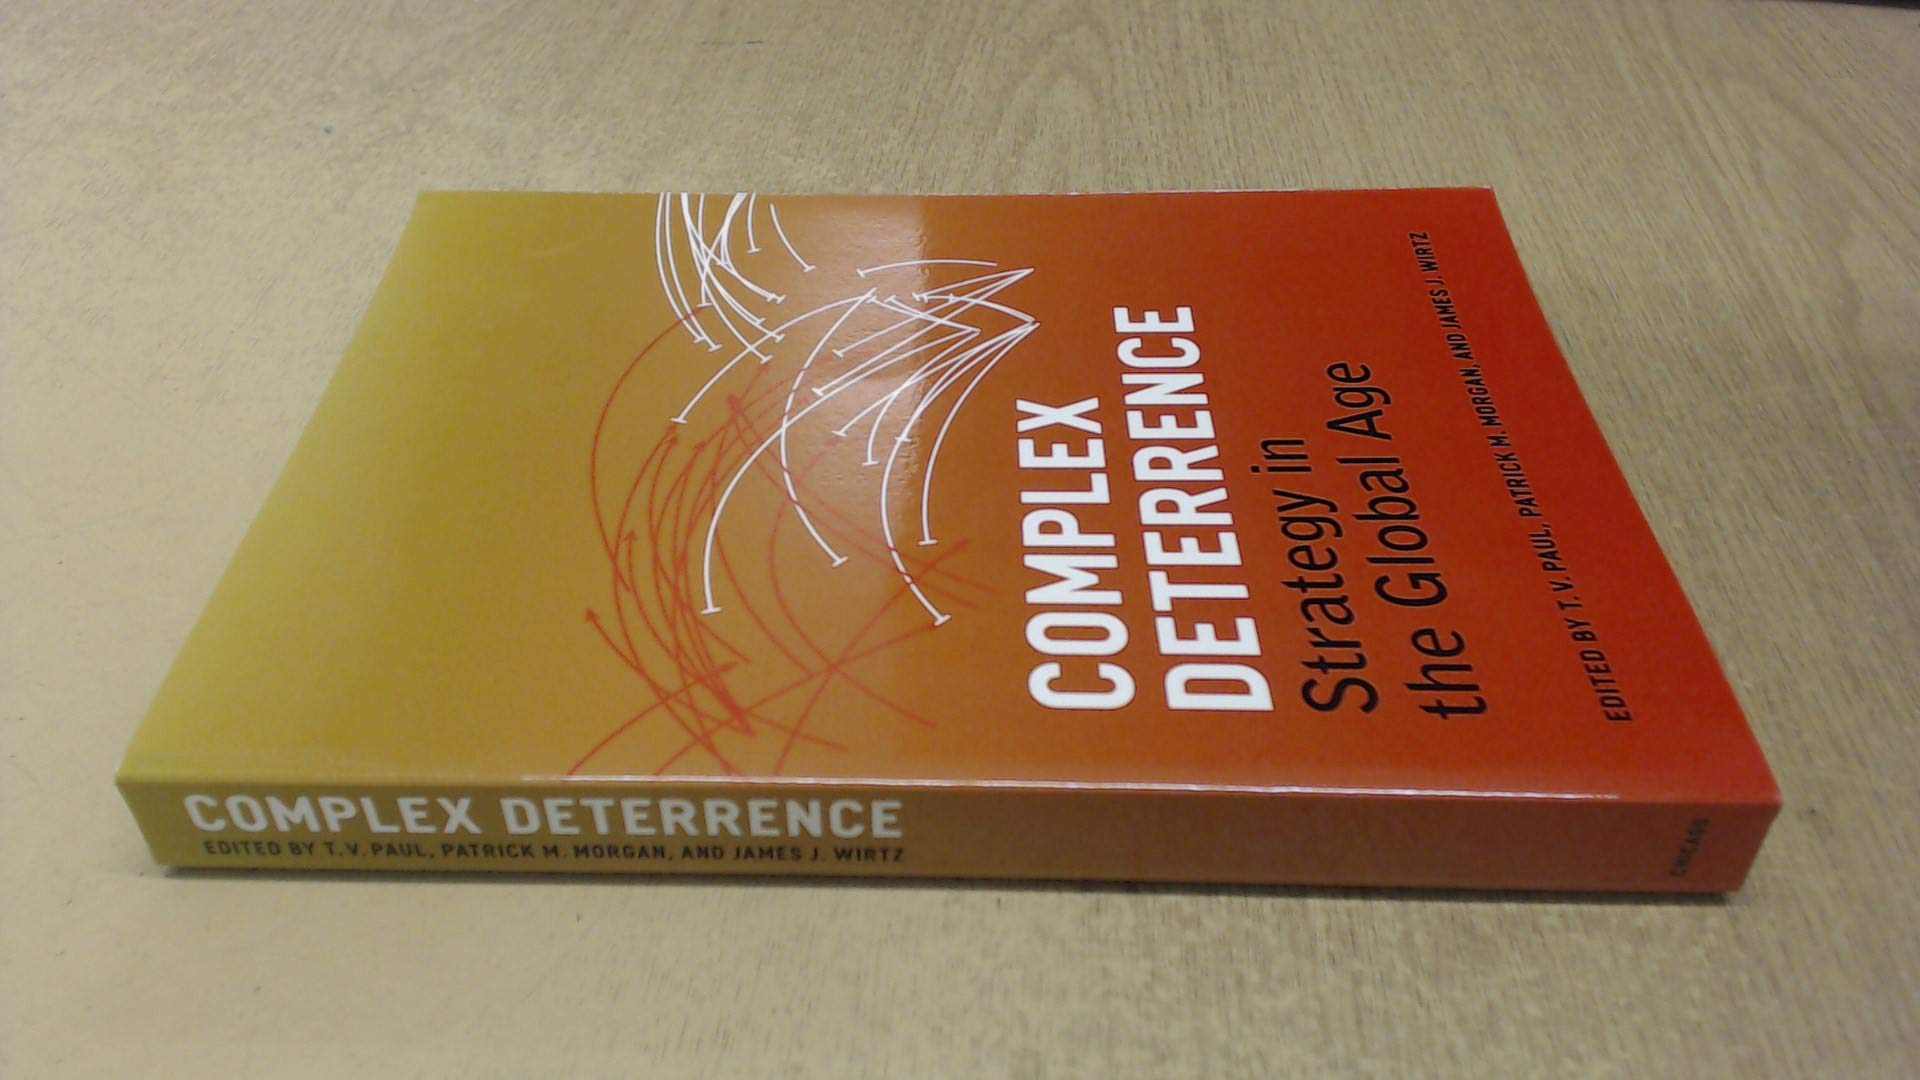 COMPLEX
DETERRENCE
Strategy in
the Global Age
EDITED BY T. V. PAUL, PATRICK M. MORGAN, AND JAMES J. WIRTZ
COMPLEX DETERRENCE
EDITED BY T. V. PAUL, PATRICK M. MORGAN, AND JAMES J. WIRTZ
CHICAGO